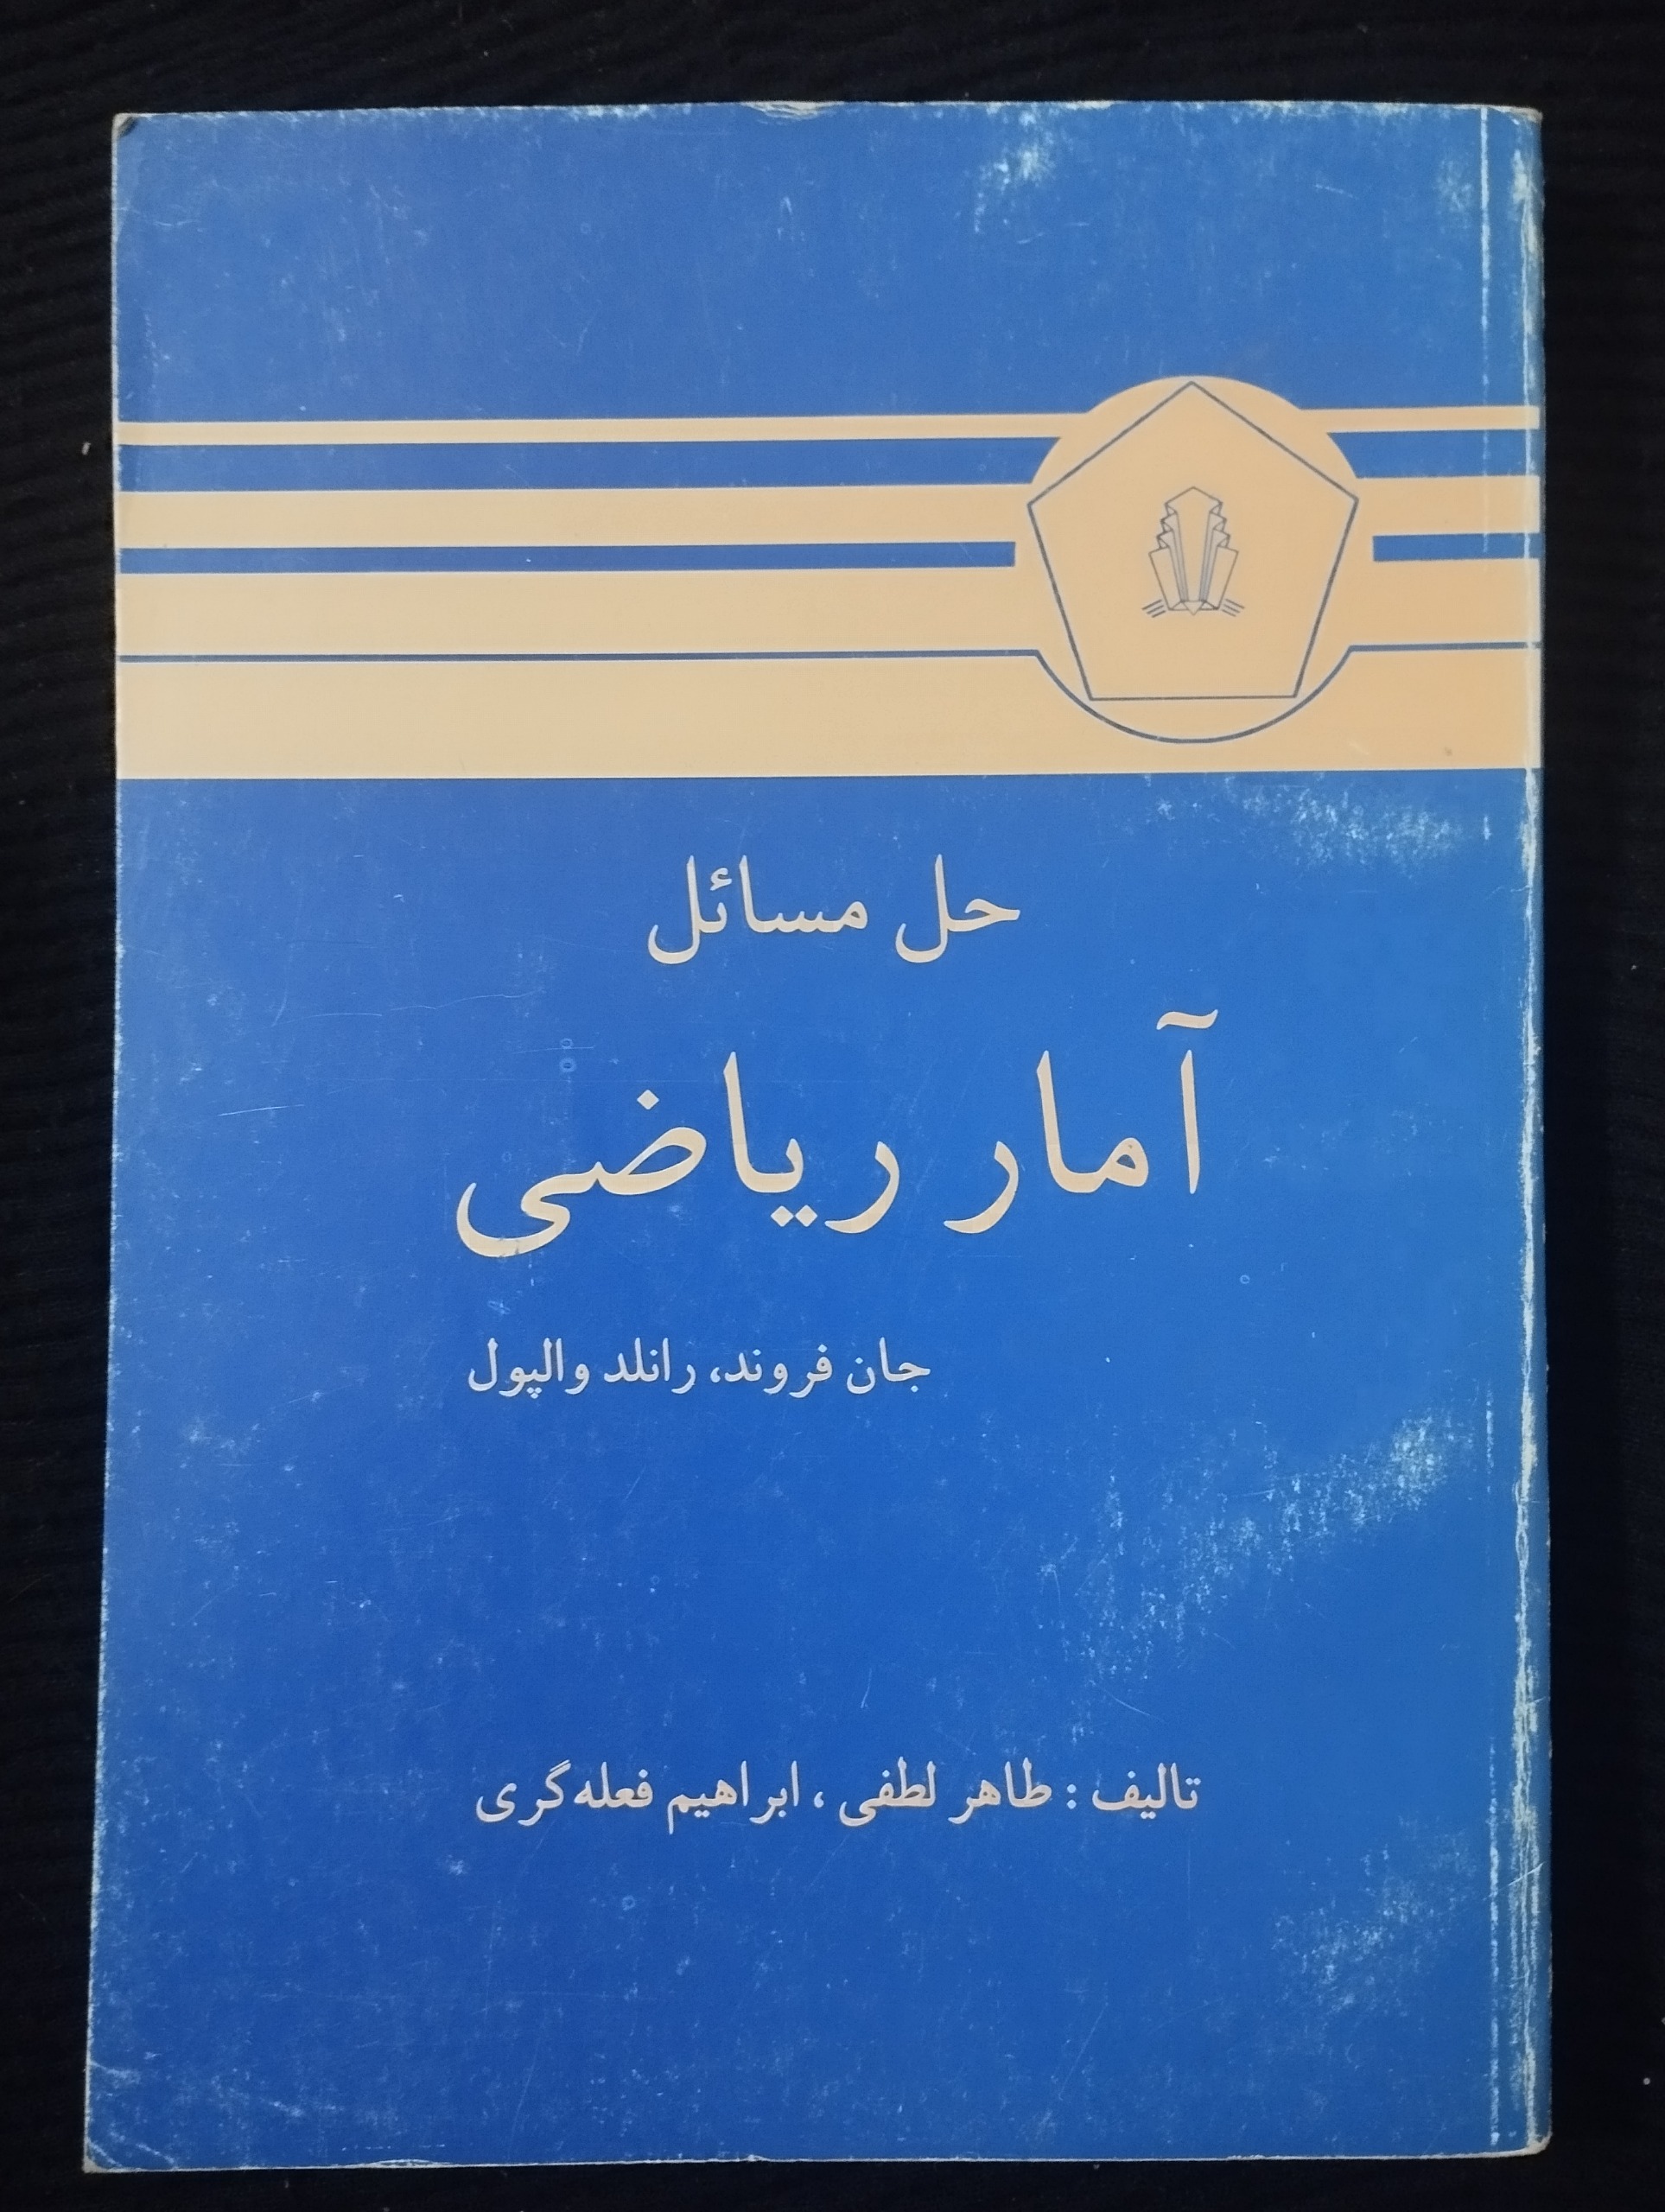 حل مسائل
آمار ریاضی
جان فروند، رانلد والپول
تالیف : طاهر لطفی ، ابراهیم فعله‌گری